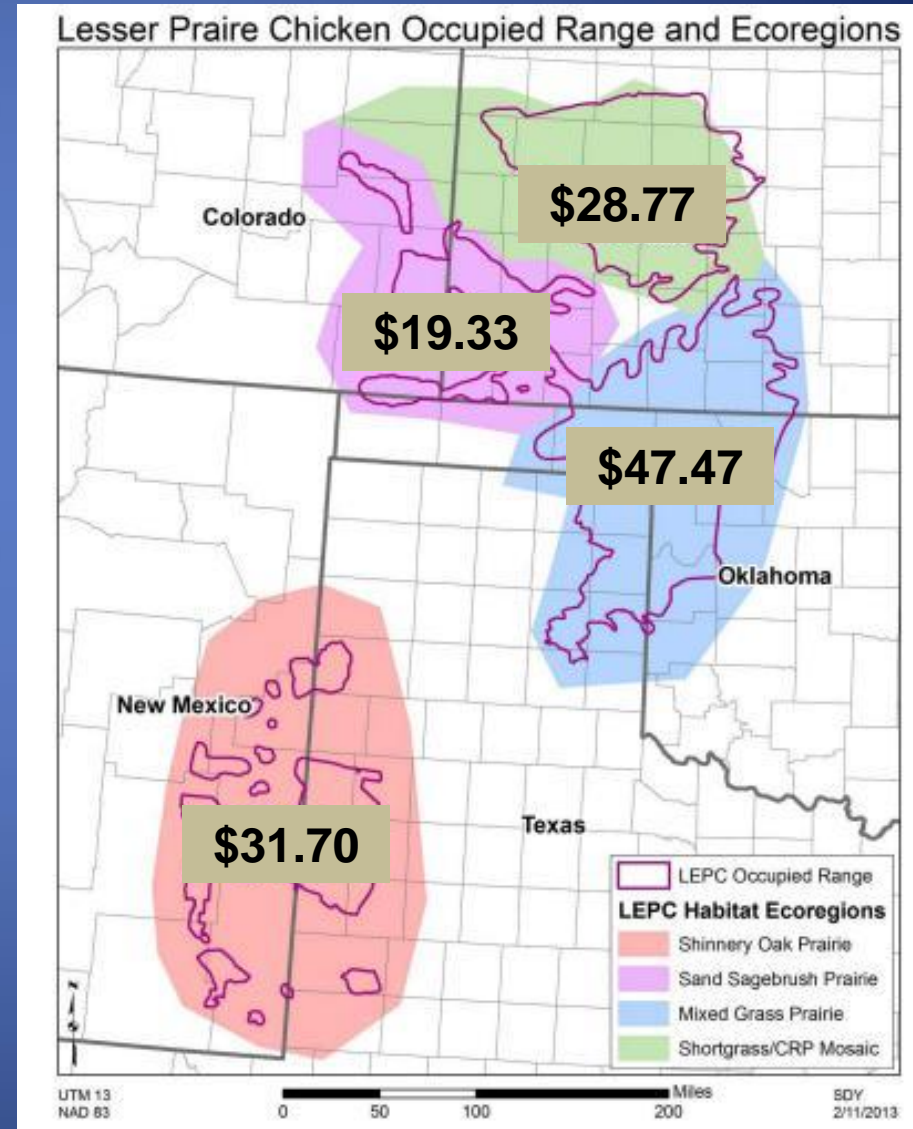 Lesser Praire Chicken Occupied Range and Ecoregions
$28.77
Colorado
$19.33
$47.47
Oklahoma
New Mexico
$31.70
Texas
LEPC Occupied Range
LEPC Habitat Ecoregions
Shinnery Oak Prairie
Sand Sagebrush Prairie
Mixed Grass Prairie
Shortgrass/CRP Mosaic
N
UTM 13
NAD 83
Miles
0 50 100 200
SDY
2/11/2013